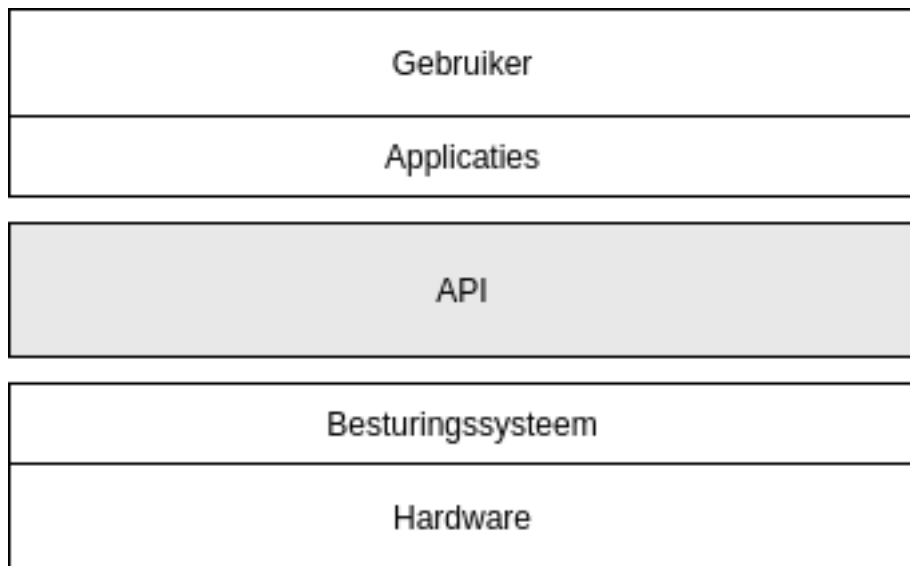 Gebruiker
Applicaties
API
Besturingssysteem
Hardware